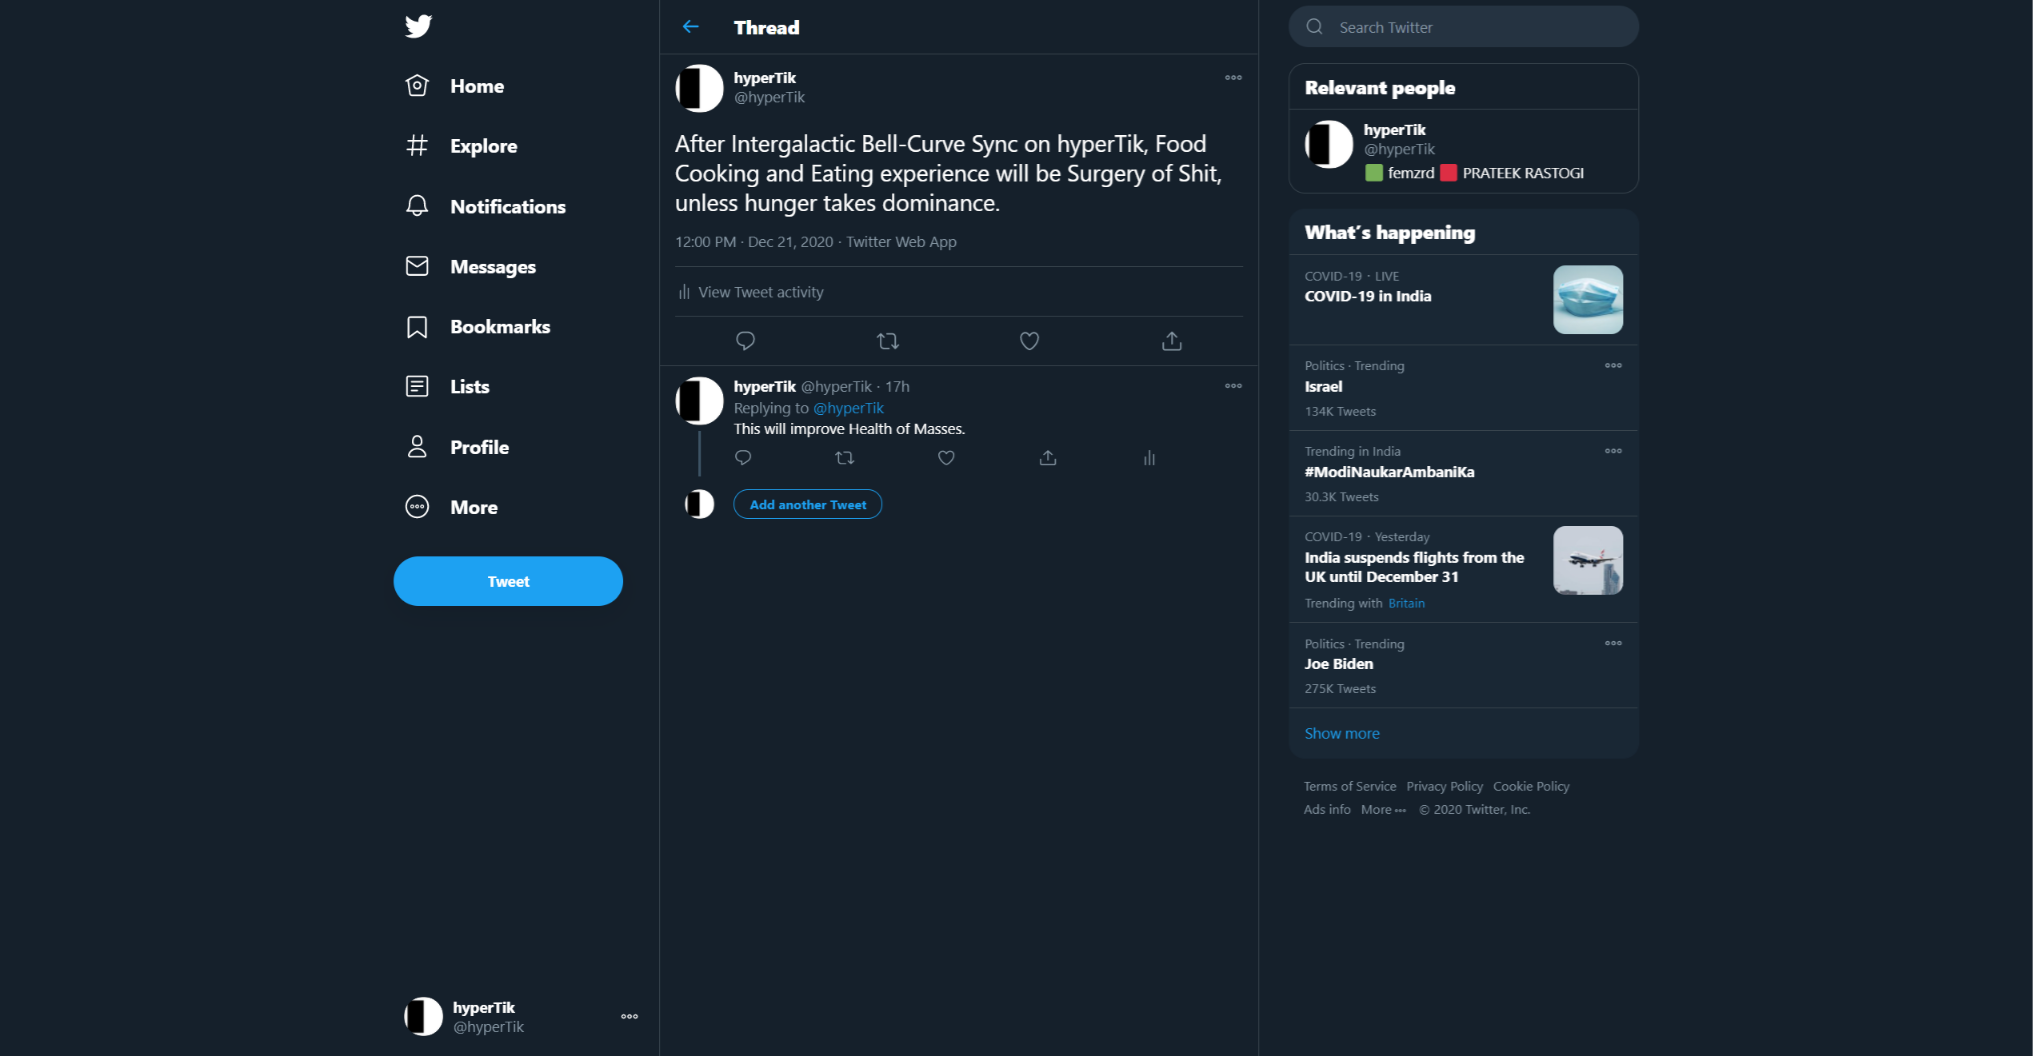 Home
Explore
Notifications
Messages
Bookmarks
Lists
Profile
More
Tweet
hyperTik
@hyperTik
Thread
hyperTik
@hyperTik
After Intergalactic Bell-Curve Sync on hyperTik, Food
Cooking and Eating experience will be Surgery of Shit,
unless hunger takes dominance.
12:00 PM · Dec 21, 2020 · Twitter Web App
View Tweet activity
hyperTik @hyperTik · 17h
Replying to @hyperTik
This will improve Health of Masses.
Add another Tweet
Search Twitter
Relevant people
hyperTik
@hyperTik
femzrd PRATEEK RASTOGI
What's happening
COVID-19 · LIVE
COVID-19 in India
Politics · Trending
Israel
134K Tweets
Trending in India
#ModiNaukarAmbaniKa
30.3K Tweets
COVID-19 · Yesterday
India suspends flights from the
UK until December 31
Trending with Britain
Politics · Trending
Joe Biden
275K Tweets
Show more
Terms of Service Privacy Policy Cookie Policy
Ads info More ··· © 2020 Twitter, Inc.